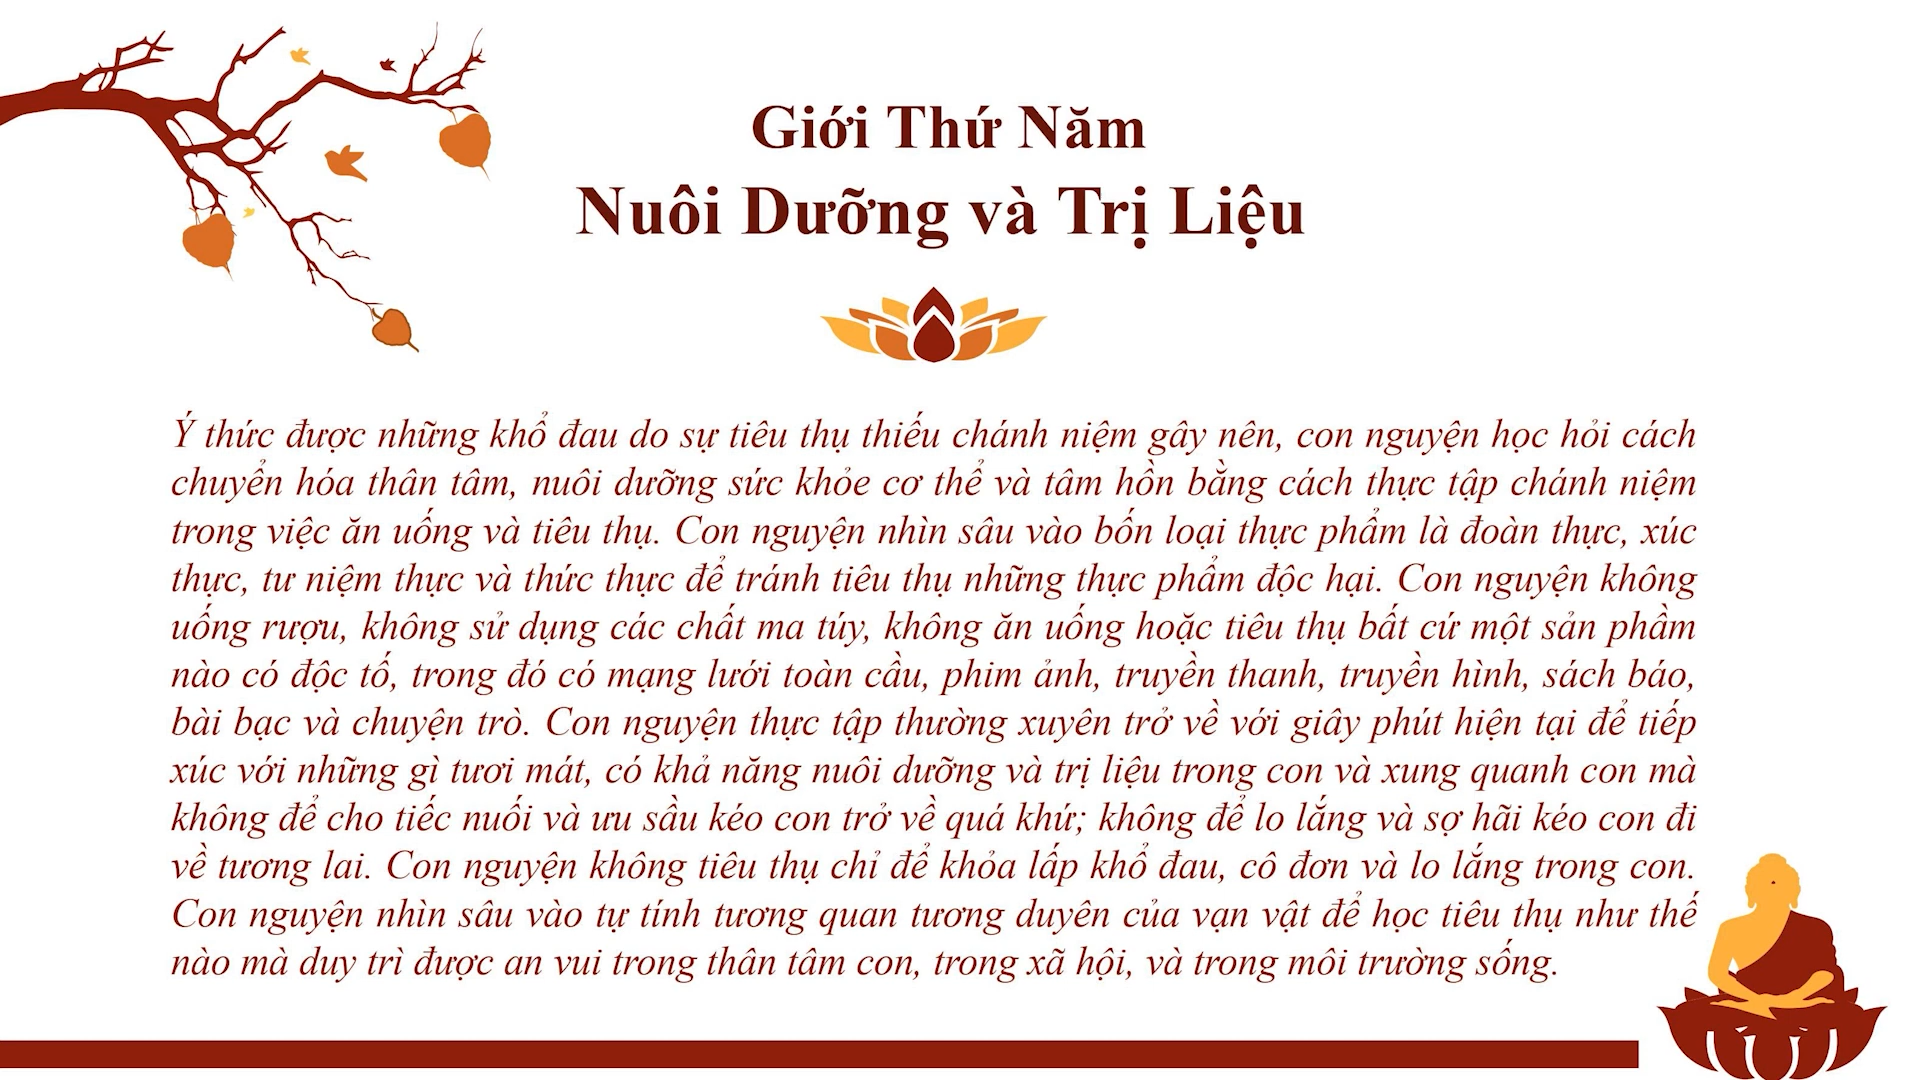 Giới Thứ Năm
Nuôi Dưỡng và Trị Liệu
Ý thức được những khổ đau do sự tiêu thụ thiếu chánh niệm gây nên, con nguyện học hỏi cách
chuyển hóa thân tâm, nuôi dưỡng sức khỏe cơ thể và tâm hồn bằng cách thực tập chánh niệm
trong việc ăn uống và tiêu thụ. Con nguyện nhìn sâu vào bốn loại thực phẩm là đoàn thực, xúc
thực, tư niệm thực và thức thực để tránh tiêu thụ những thực phẩm độc hại. Con nguyện không
uống rượu, không sử dụng các chất ma túy, không ăn uống hoặc tiêu thụ bất cứ một sản phầm
nào có độc tố, trong đó có mạng lưới toàn cầu, phim ảnh, truyền thanh, truyền hình, sách báo,
bài bạc và chuyện trò. Con nguyện thực tập thường xuyên trở về với giây phút hiện tại để tiếp
xúc với những gì tươi mát, có khả năng nuôi dưỡng và trị liệu trong con và xung quanh con mà
không để cho tiếc nuối và ưu sầu kéo con trở về quá khứ; không để lo lắng và sợ hãi kéo con đi
về tương lai. Con nguyện không tiêu thụ chỉ để khỏa lấp khổ đau, cô đơn và lo lắng trong con.
Con nguyện nhìn sâu vào tự tính tương quan tương duyên của vạn vật để học tiêu thụ như thế
nào mà duy trì được an vui trong thân tâm con, trong xã hội, và trong môi trường sống.